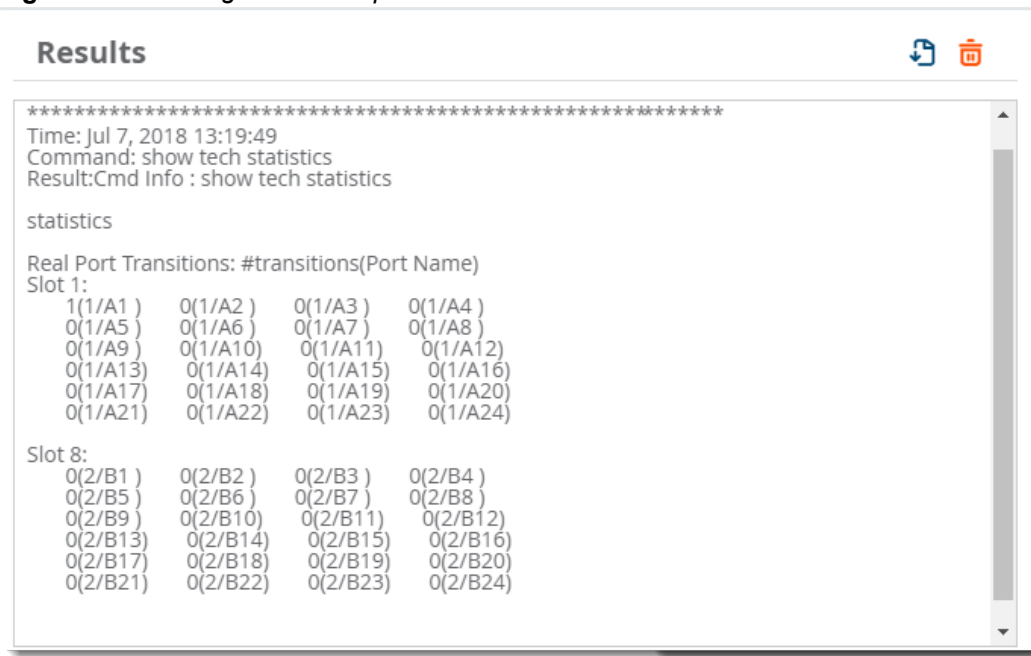 Results
************************************************************
Time: Jul 7, 2018 13:19:49
Command: show tech statistics
Result:Cmd Info : show tech statistics
statistics
Real Port Transitions: #transitions(Port Name)
Slot 1:
1(1/A1 ) 0(1/A2 ) 0(1/A3 ) 0(1/A4 )
0(1/A5 ) 0(1/A6 ) 0(1/A7 ) 0(1/A8 )
0(1/A9 ) 0(1/A10) 0(1/A11) 0(1/A12)
0(1/A13) 0(1/A14) 0(1/A15) 0(1/A16)
0(1/A17) 0(1/A18) 0(1/A19) 0(1/A20)
0(1/A21) 0(1/A22) 0(1/A23) 0(1/A24)
Slot 8:
0(2/B1 ) 0(2/B2 ) 0(2/B3 ) 0(2/B4 )
0(2/B5 ) 0(2/B6 ) 0(2/B7 ) 0(2/B8 )
0(2/B9 ) 0(2/B10) 0(2/B11) 0(2/B12)
0(2/B13) 0(2/B14) 0(2/B15) 0(2/B16)
0(2/B17) 0(2/B18) 0(2/B19) 0(2/B20)
0(2/B21) 0(2/B22) 0(2/B23) 0(2/B24)